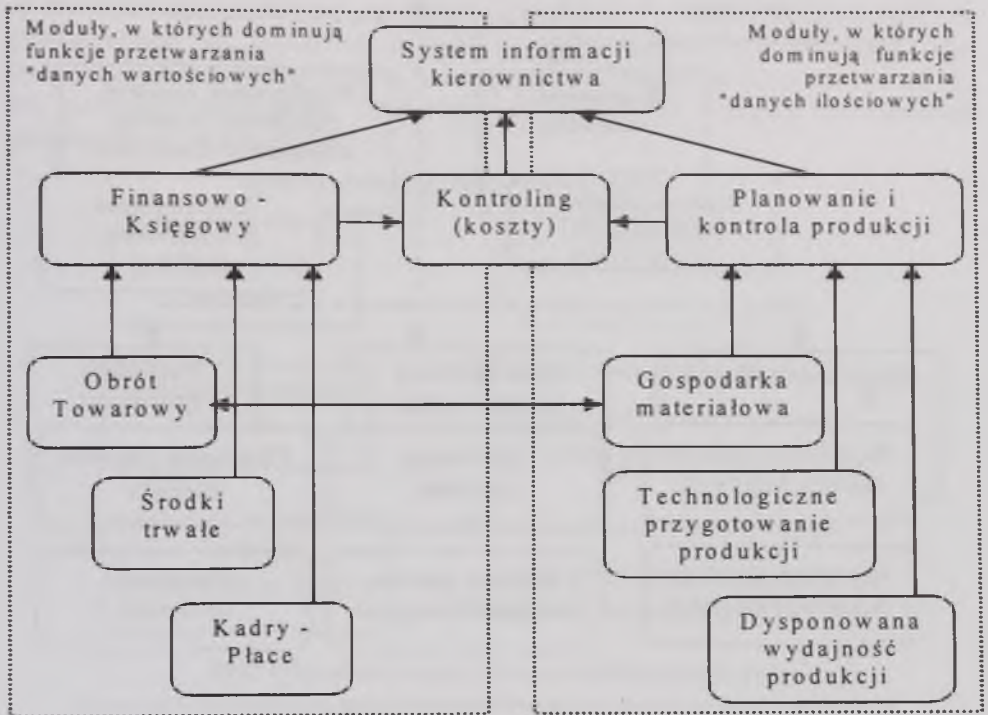 Moduły, w których dominują
funkcje przetwarzania
"danych wartościowych"
System informacji
kierownictwa
Moduły, w których
dominują funkcje
przetwarzania
"danych ilościowych"
Finansowo -
Księgowy
Kontroling
(koszty)
Planowanie i
kontrola produkcji
Obrót
Towarowy
Gospodarka
materiałowa
Środki
trwałe
Technologiczne
przygotowanie
produkcji
Kadry -
Płace
Dysponowana
wydajność
produkcji